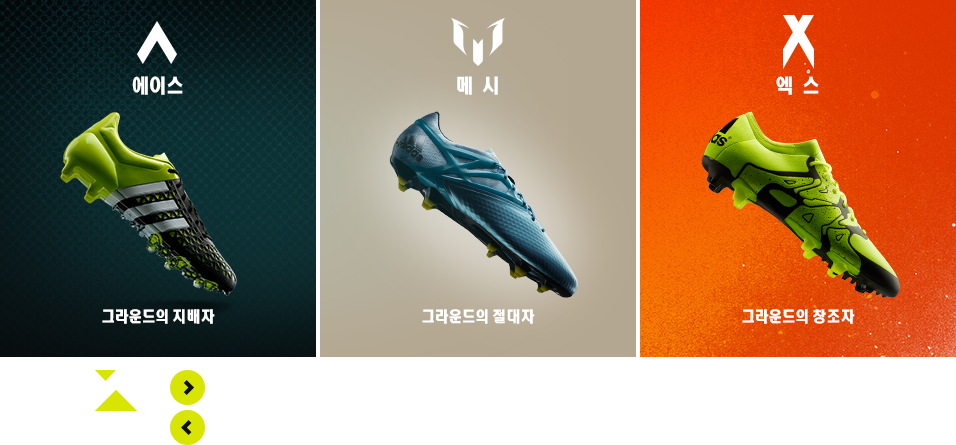 에이스
그라운드의 지배자
메 시
그라운드의 절대자
엑 스
그라운드의 창조자